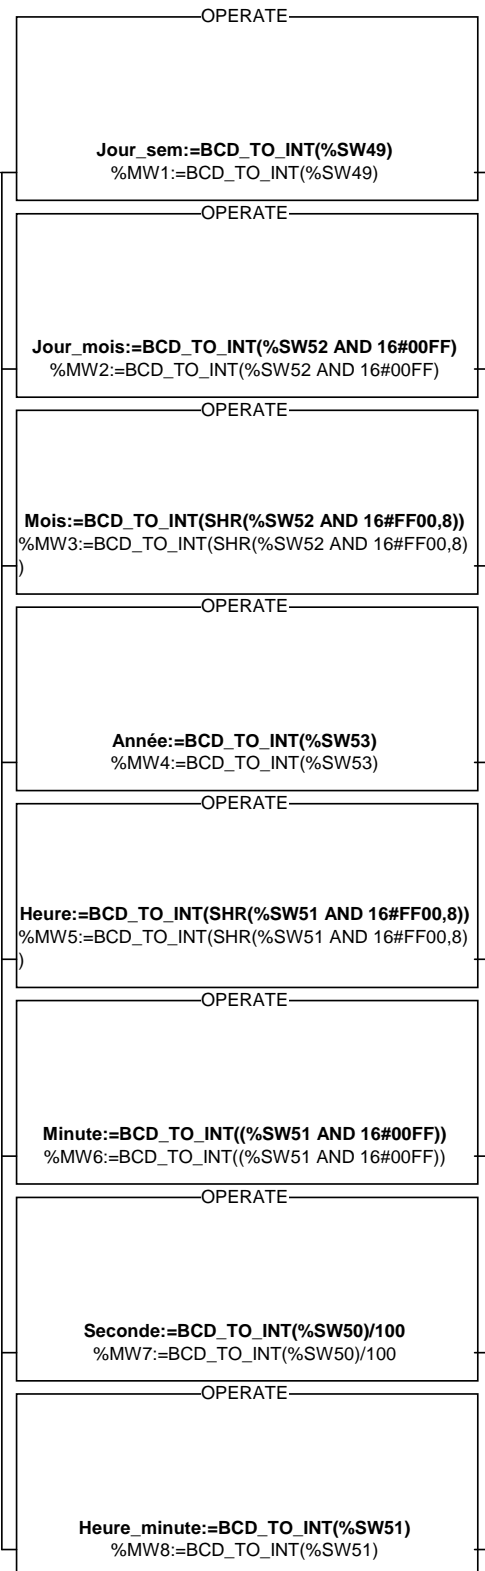 OPERATE
Jour_sem:=BCD_TO_INT(%SW49)
%MW1:=BCD_TO_INT(%SW49)
OPERATE
Jour_mois:=BCD_TO_INT(%SW52 AND 16#00FF)
%MW2:=BCD_TO_INT(%SW52 AND 16#00FF)
OPERATE
Mois:=BCD_TO_INT(SHR(%SW52 AND 16#FF00,8))
%MW3:=BCD_TO_INT(SHR(%SW52 AND 16#FF00,8)
)
OPERATE
Année:=BCD_TO_INT(%SW53)
%MW4:=BCD_TO_INT(%SW53)
OPERATE
Heure:=BCD_TO_INT(SHR(%SW51 AND 16#FF00,8))
%MW5:=BCD_TO_INT(SHR(%SW51 AND 16#FF00,8)
)
OPERATE
Minute:=BCD_TO_INT((%SW51 AND 16#00FF))
%MW6:=BCD_TO_INT((%SW51 AND 16#00FF))
OPERATE
Seconde:=BCD_TO_INT(%SW50)/100
%MW7:=BCD_TO_INT(%SW50)/100
OPERATE
Heure_minute:=BCD_TO_INT(%SW51)
%MW8:=BCD_TO_INT(%SW51)